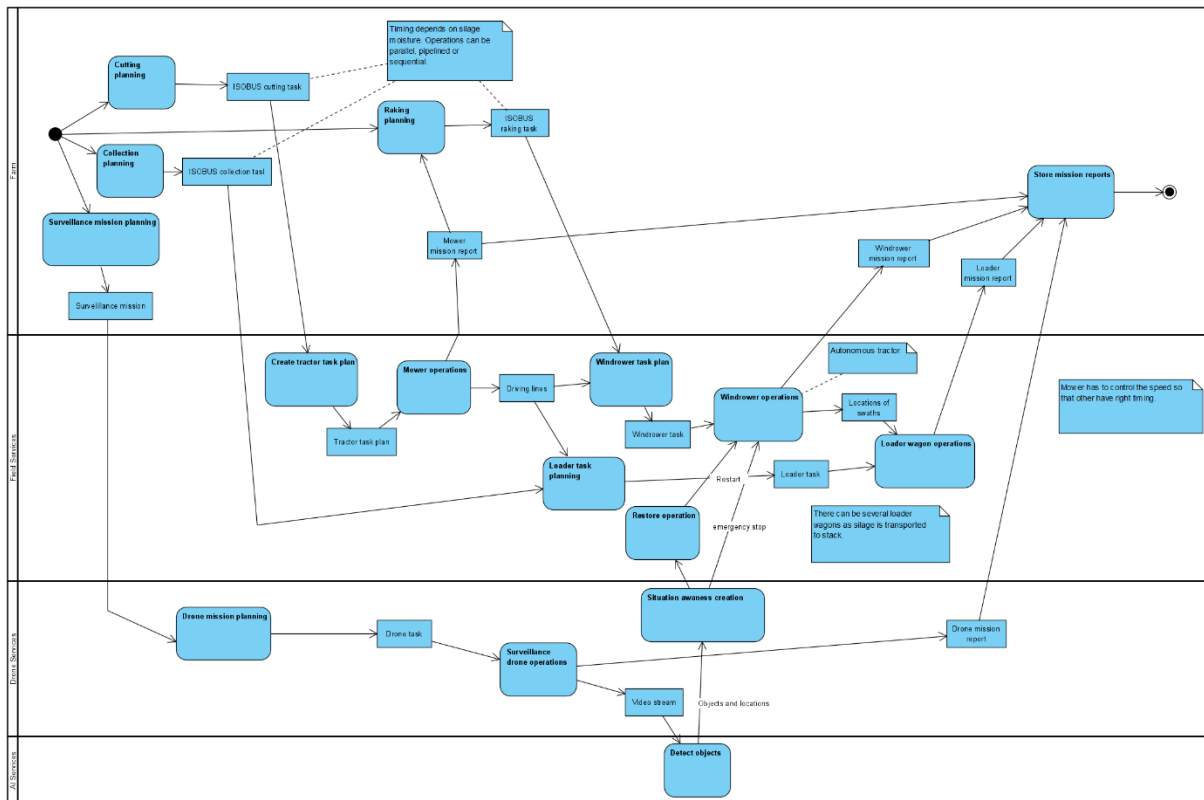 Farm
Timing depends on silage
moisture. Operations can be
parallel, pipelined or
sequential.
Cutting
planning
ISOBUS cutting task
Raking
planning
ISOBUS
raking task
Collection
planning
ISOBUS collection tasl
Store mission reports
Surveillance mission planning
Mower
mission report
Windrower
mission report
Loader
mission report
Surveillance mission
Field Services
Create tractor task plan
Mower operations
Windrower task plan
Autonomous tractor
Driving lines
Windrower operations
Mower has to control the speed so
that other have right timing.
Locations of
swaths
Tractor task plan
Windrower task
Loader wagon operations
Loader task
planning
Restart
Loader task
Restore operation
emergency stop
There can be several loader
wagons as silage is transported
to stack.
Drone Services
Situation awaness creation
Drone mission planning
Drone task
Drone mission
report
Surveillance
drone operations
Video stream
Objects and locations
AI Services
Detect objects